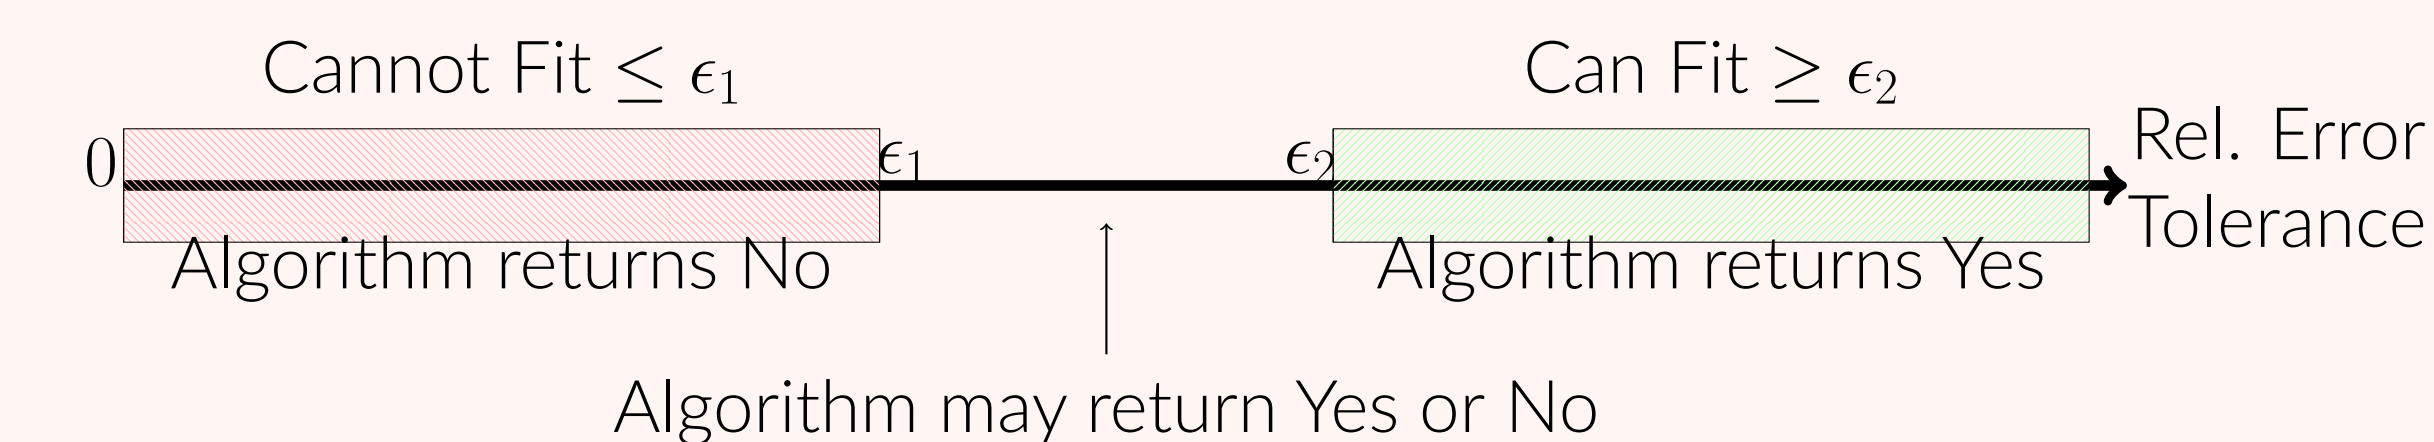 Cannot Fit ≤ ϵ₁
Can Fit ≥ ϵ₂
0
ϵ₁
ϵ₂
Rel. Error
Tolerance
Algorithm returns No
Algorithm returns Yes
Algorithm may return Yes or No